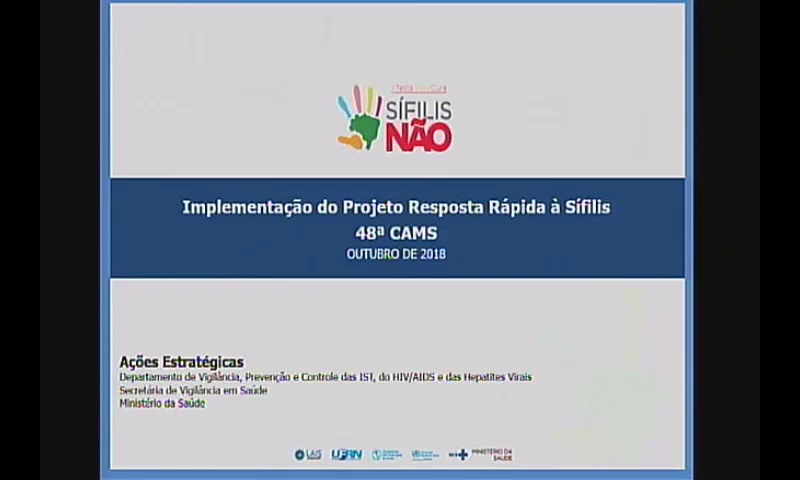 SÍFILIS
NÃO
Implementação do Projeto Resposta Rápida à Sífilis
48ª CAMS
OUTUBRO DE 2018
Ações Estratégicas
Departamento de Vigilância, Prevenção e Controle das IST, do HIV/AIDS e das Hepatites Virais
Secretária de Vigilância em Saúde
Ministério da Saúde
LAIS UFRN MINISTÉRIO DA
SAÚDE